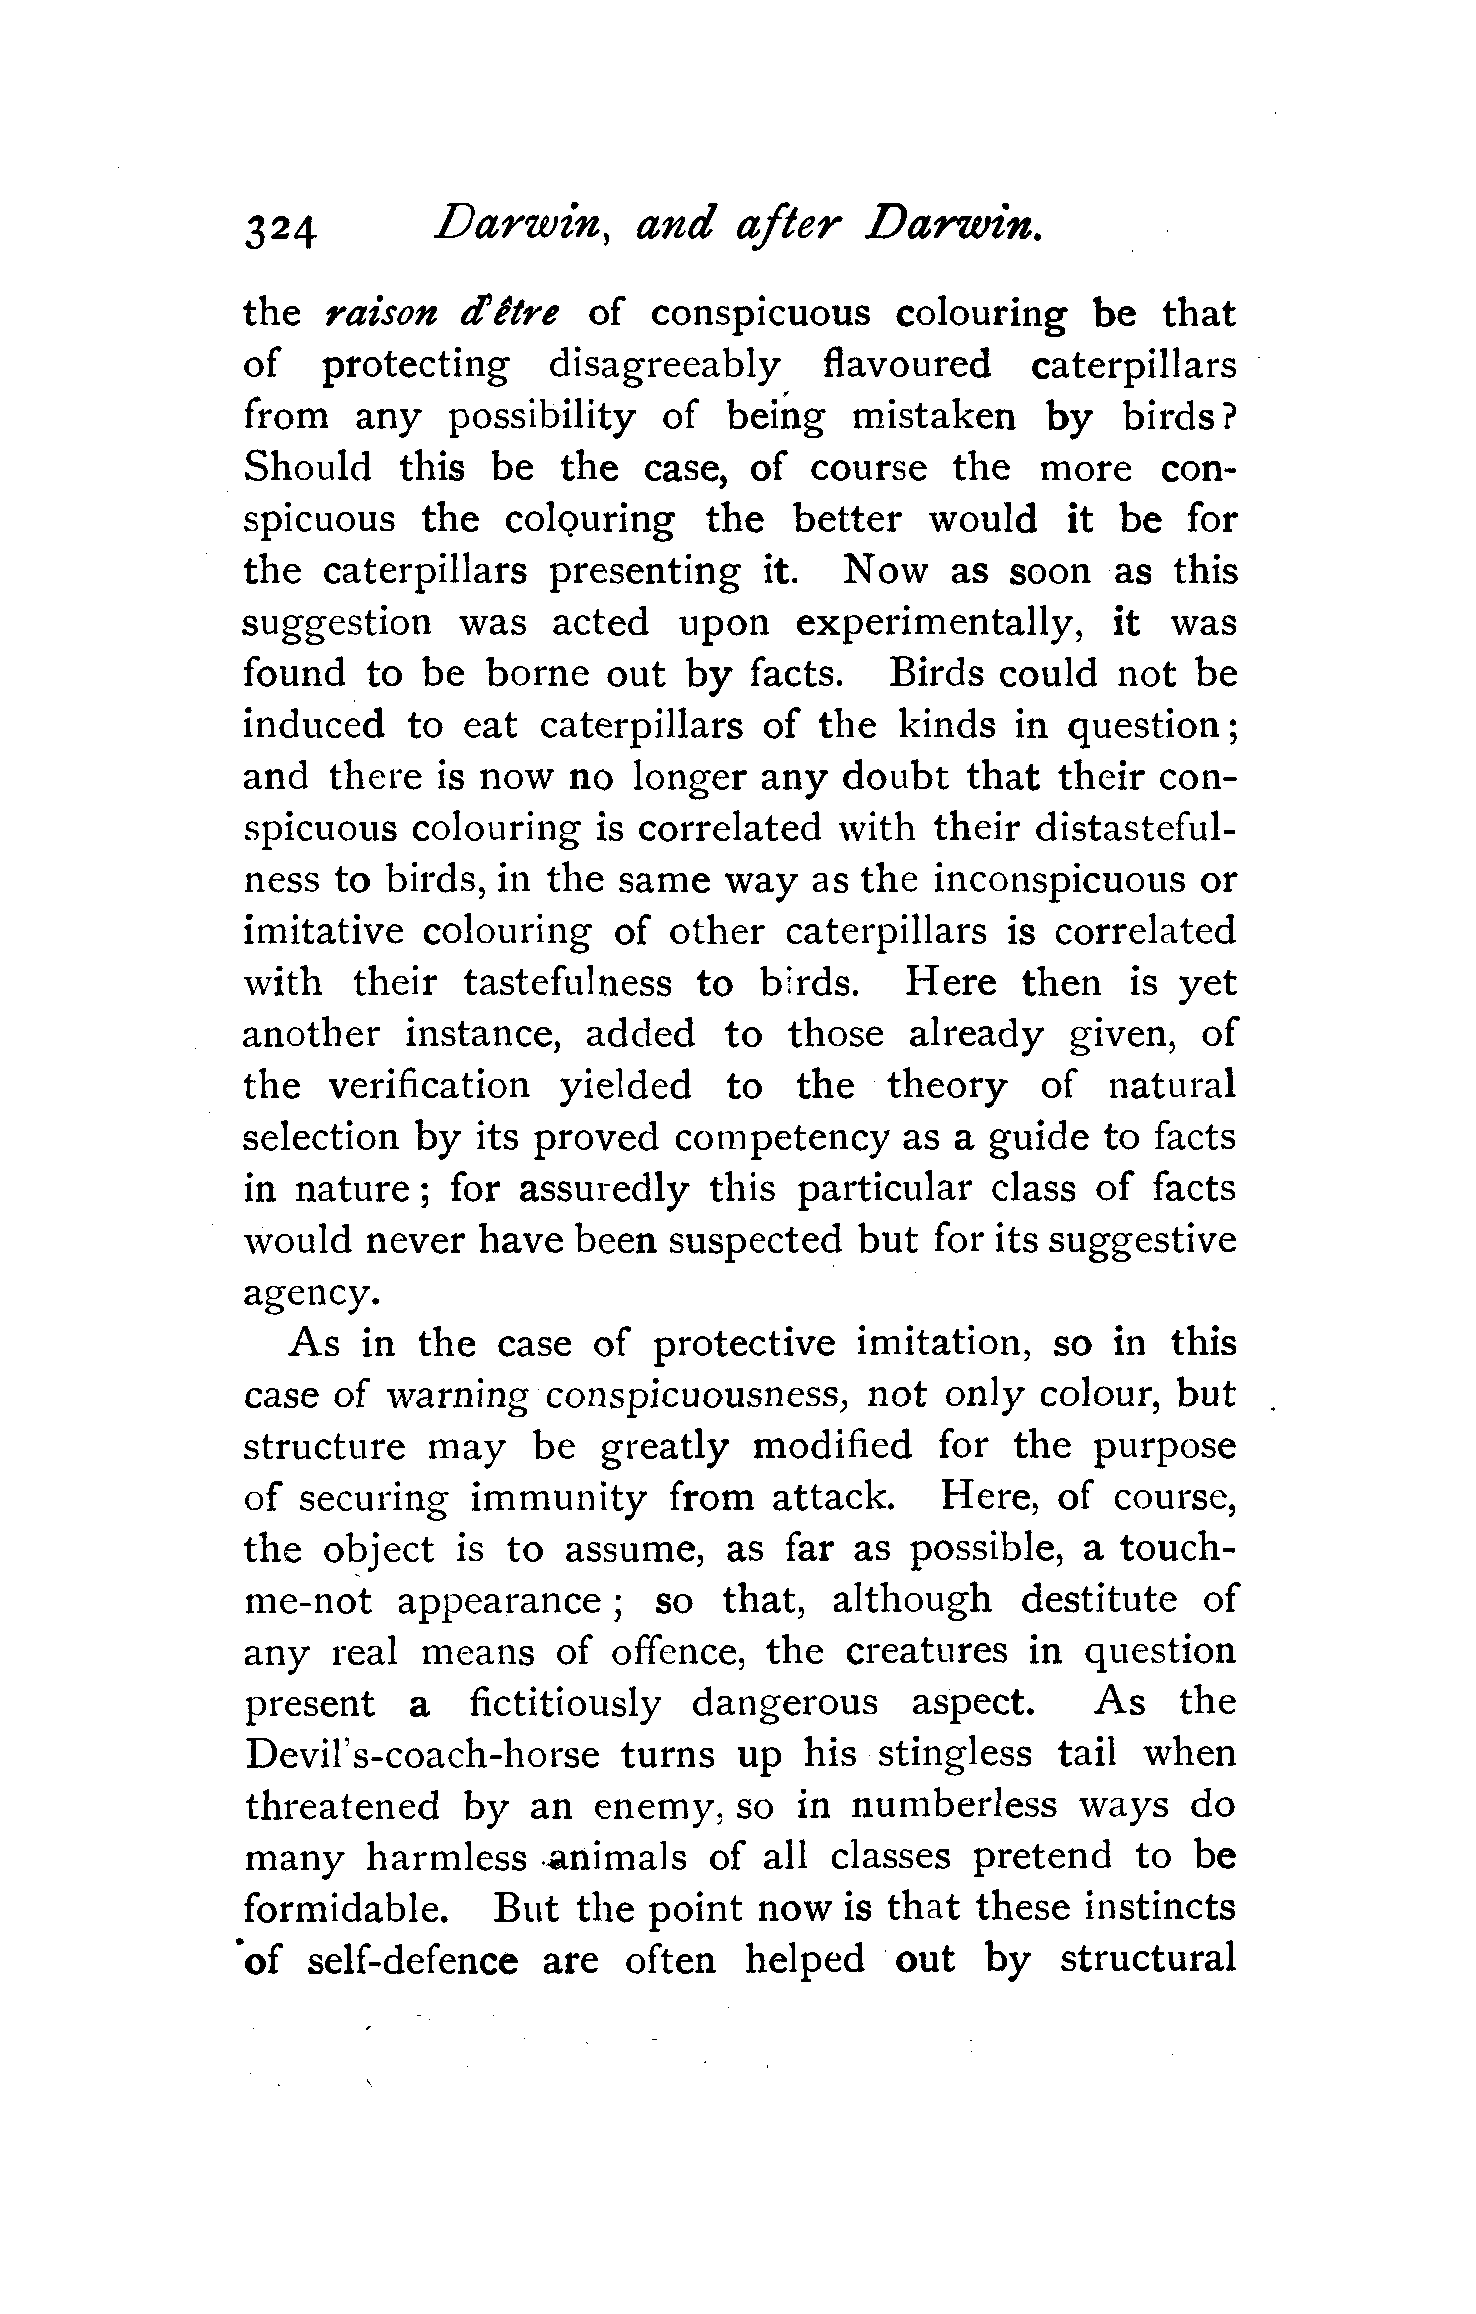 324 Darwin, and after Darwin.
the raison d'être of conspicuous colouring be that
of protecting disagreeably flavoured caterpillars
from any possibility of being mistaken by birds?
Should this be the case, of course the more con-
spicuous the colouring the better would it be for
the caterpillars presenting it. Now as soon as this
suggestion was acted upon experimentally, it was
found to be borne out by facts. Birds could not be
induced to eat caterpillars of the kinds in question;
and there is now no longer any doubt that their con-
spicuous colouring is correlated with their distasteful-
ness to birds, in the same way as the inconspicuous or
imitative colouring of other caterpillars is correlated
with their tastefulness to birds. Here then is yet
another instance, added to those already given, of
the verification yielded to the theory of natural
selection by its proved competency as a guide to facts
in nature; for assuredly this particular class of facts
would never have been suspected but for its suggestive
agency.
As in the case of protective imitation, so in this
case of warning conspicuousness, not only colour, but
structure may be greatly modified for the purpose
of securing immunity from attack. Here, of course,
the object is to assume, as far as possible, a touch-
me-not appearance; so that, although destitute of
any real means of offence, the creatures in question
present a fictitiously dangerous aspect. As the
Devil's-coach-horse turns up his stingless tail when
threatened by an enemy, so in numberless ways do
many harmless animals of all classes pretend to be
formidable. But the point now is that these instincts
of self-defence are often helped out by structural